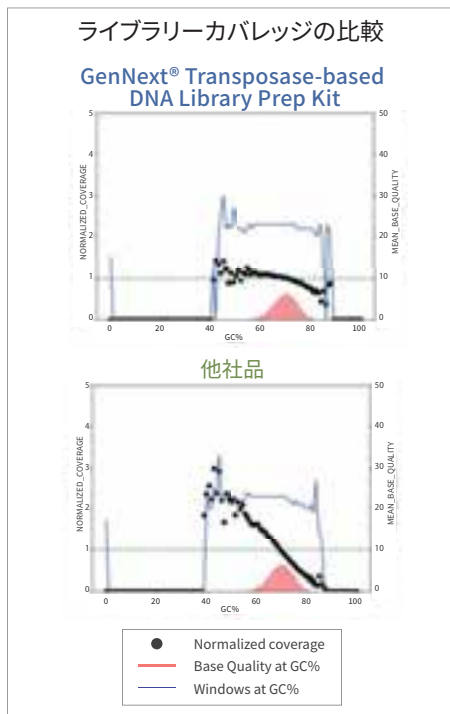 ライブラリーカバレッジの比較
GenNext® Transposase-based
DNA Library Prep Kit
5
4
3
2
1
0
NORMALIZED_COVERAGE
50
40
30
20
10
0
MEAN_BASE_QUALITY
0 20 40 60 80 100
GC%
他社品
5
4
3
2
1
0
NORMALIZED_COVERAGE
50
40
30
20
10
0
MEAN_BASE_QUALITY
0 20 40 60 80 100
GC%
Normalized coverage
Base Quality at GC%
Windows at GC%